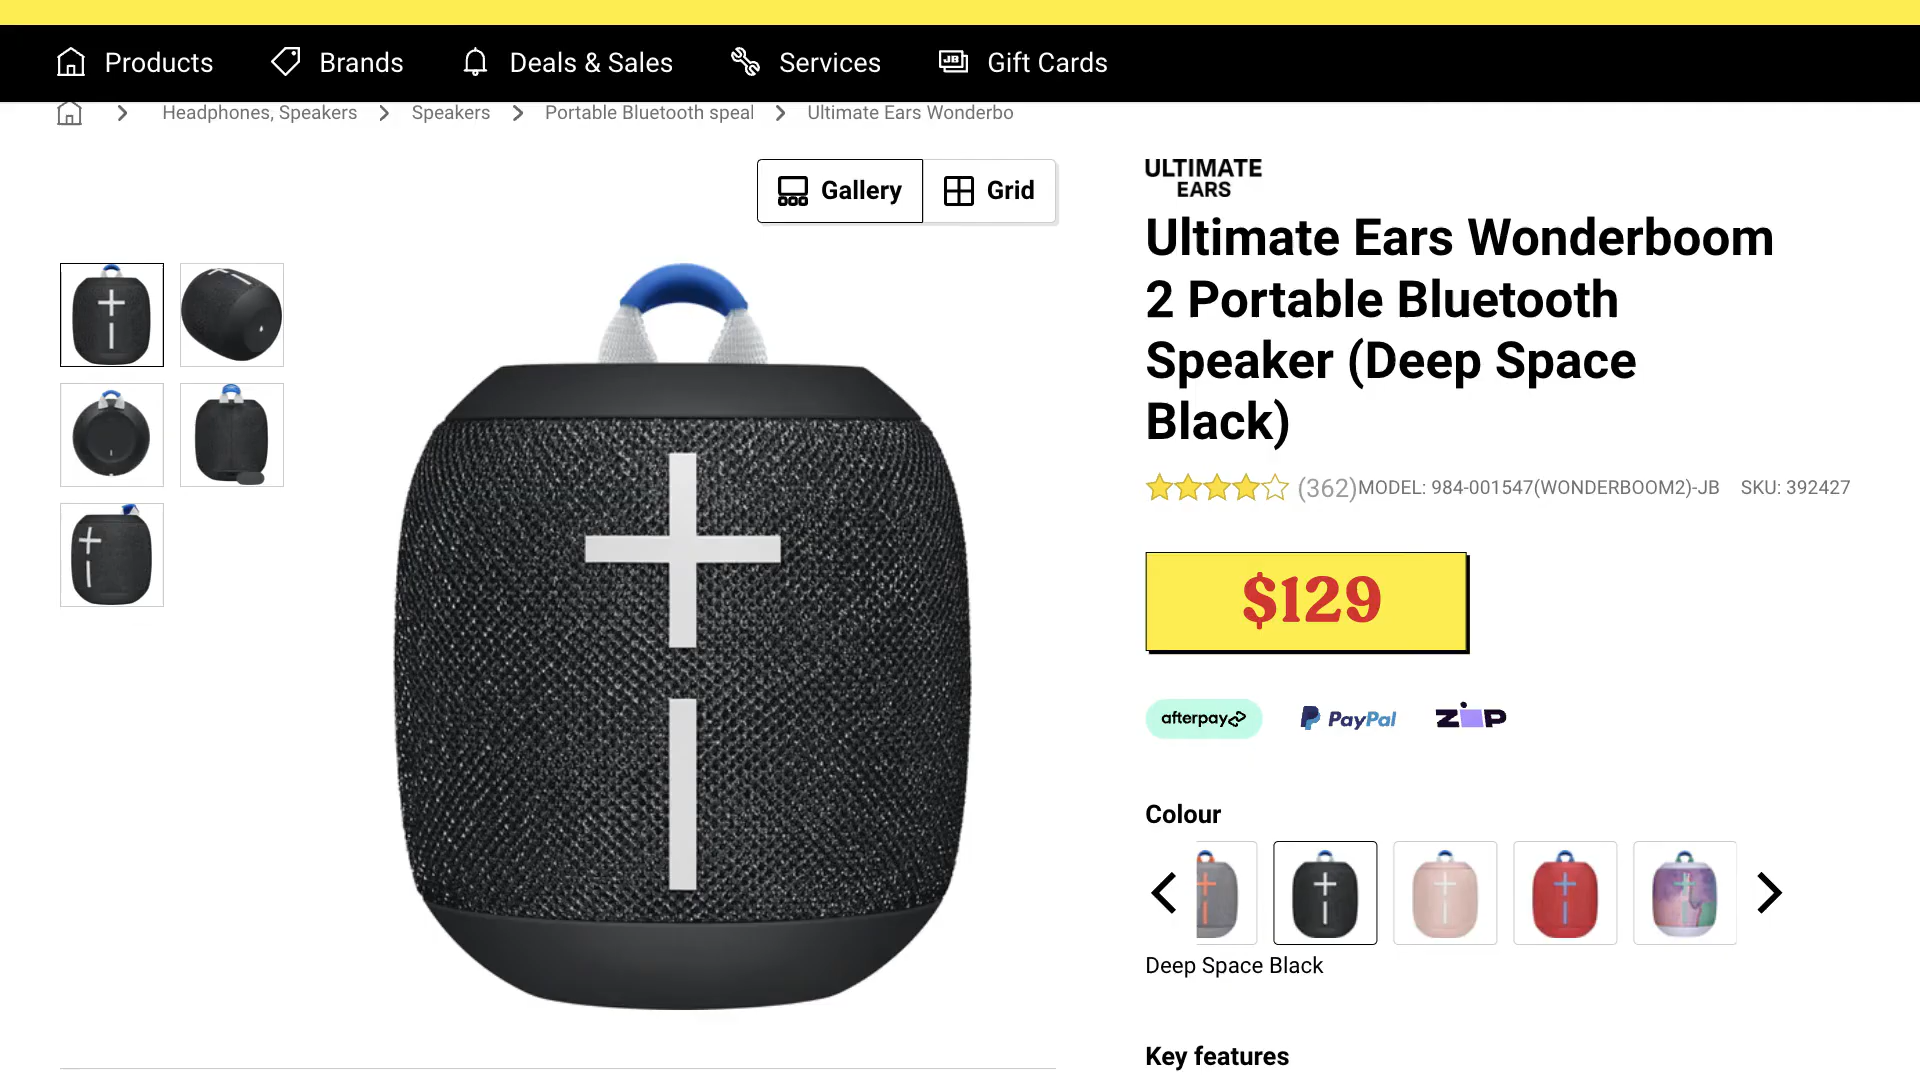 Products
Brands
Deals & Sales
JB
Services
Gift Cards
Headphones, Speakers
Speakers
Portable Bluetooth speal
Ultimate Ears Wonderbo
Gallery
Grid
ULTIMATE
EARS
Ultimate Ears Wonderboom
2 Portable Bluetooth
Speaker (Deep Space
Black)
(362)
MODEL: 984-001547(WONDERBOOM2)-JB
SKU: 392427
$129
afterpay
PayPal
ZIP
Colour
Deep Space Black
Key features